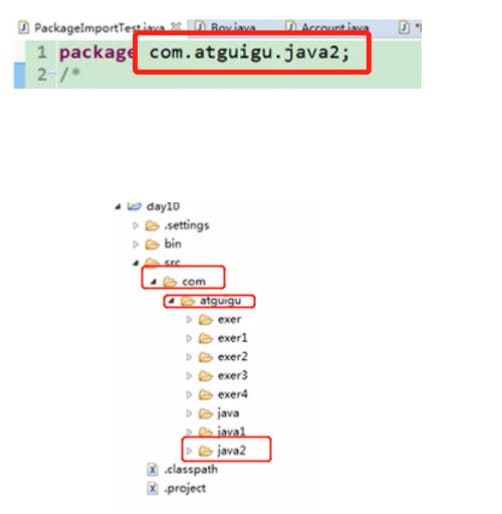 PackageImportTest.java Boy.java Account.java
1 package com.atguigu.java2;
2 /*
day10
.settings
bin
src
com
atguigu
exer
exer1
exer2
exer3
exer4
java
java1
java2
.classpath
.project